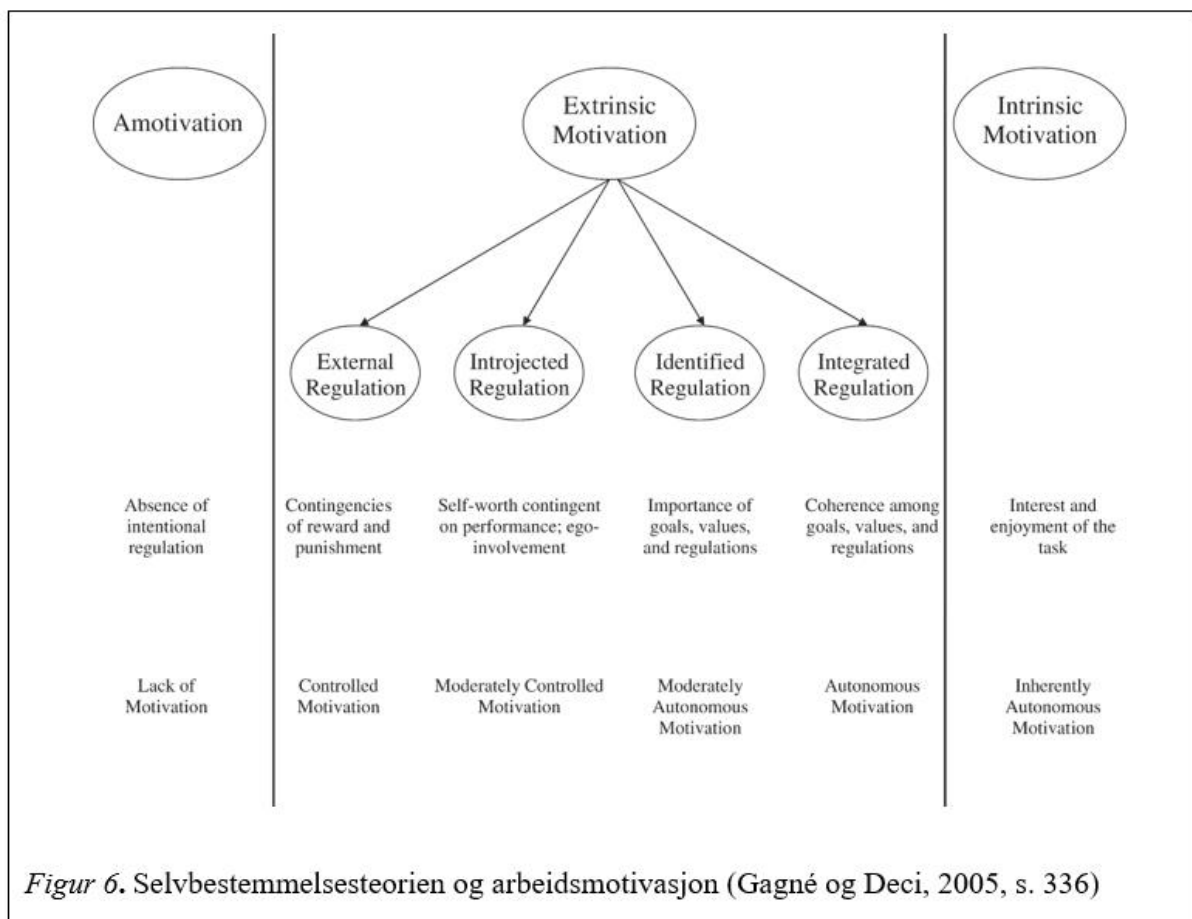 Amotivation
Extrinsic
Motivation
Intrinsic
Motivation
External
Regulation
Introjected
Regulation
Identified
Regulation
Integrated
Regulation
Absence of
intentional
regulation
Contingencies
of reward and
punishment
Self-worth contingent
on performance; ego-
involvement
Importance of
goals, values,
and regulations
Coherence among
goals, values, and
regulations
Interest and
enjoyment of the
task
Lack of
Motivation
Controlled
Motivation
Moderately Controlled
Motivation
Moderately
Autonomous
Motivation
Autonomous
Motivation
Inherently
Autonomous
Motivation
Figur 6. Selvbestemmelsesteorien og arbeidsmotivasjon (Gagné og Deci, 2005, s. 336)